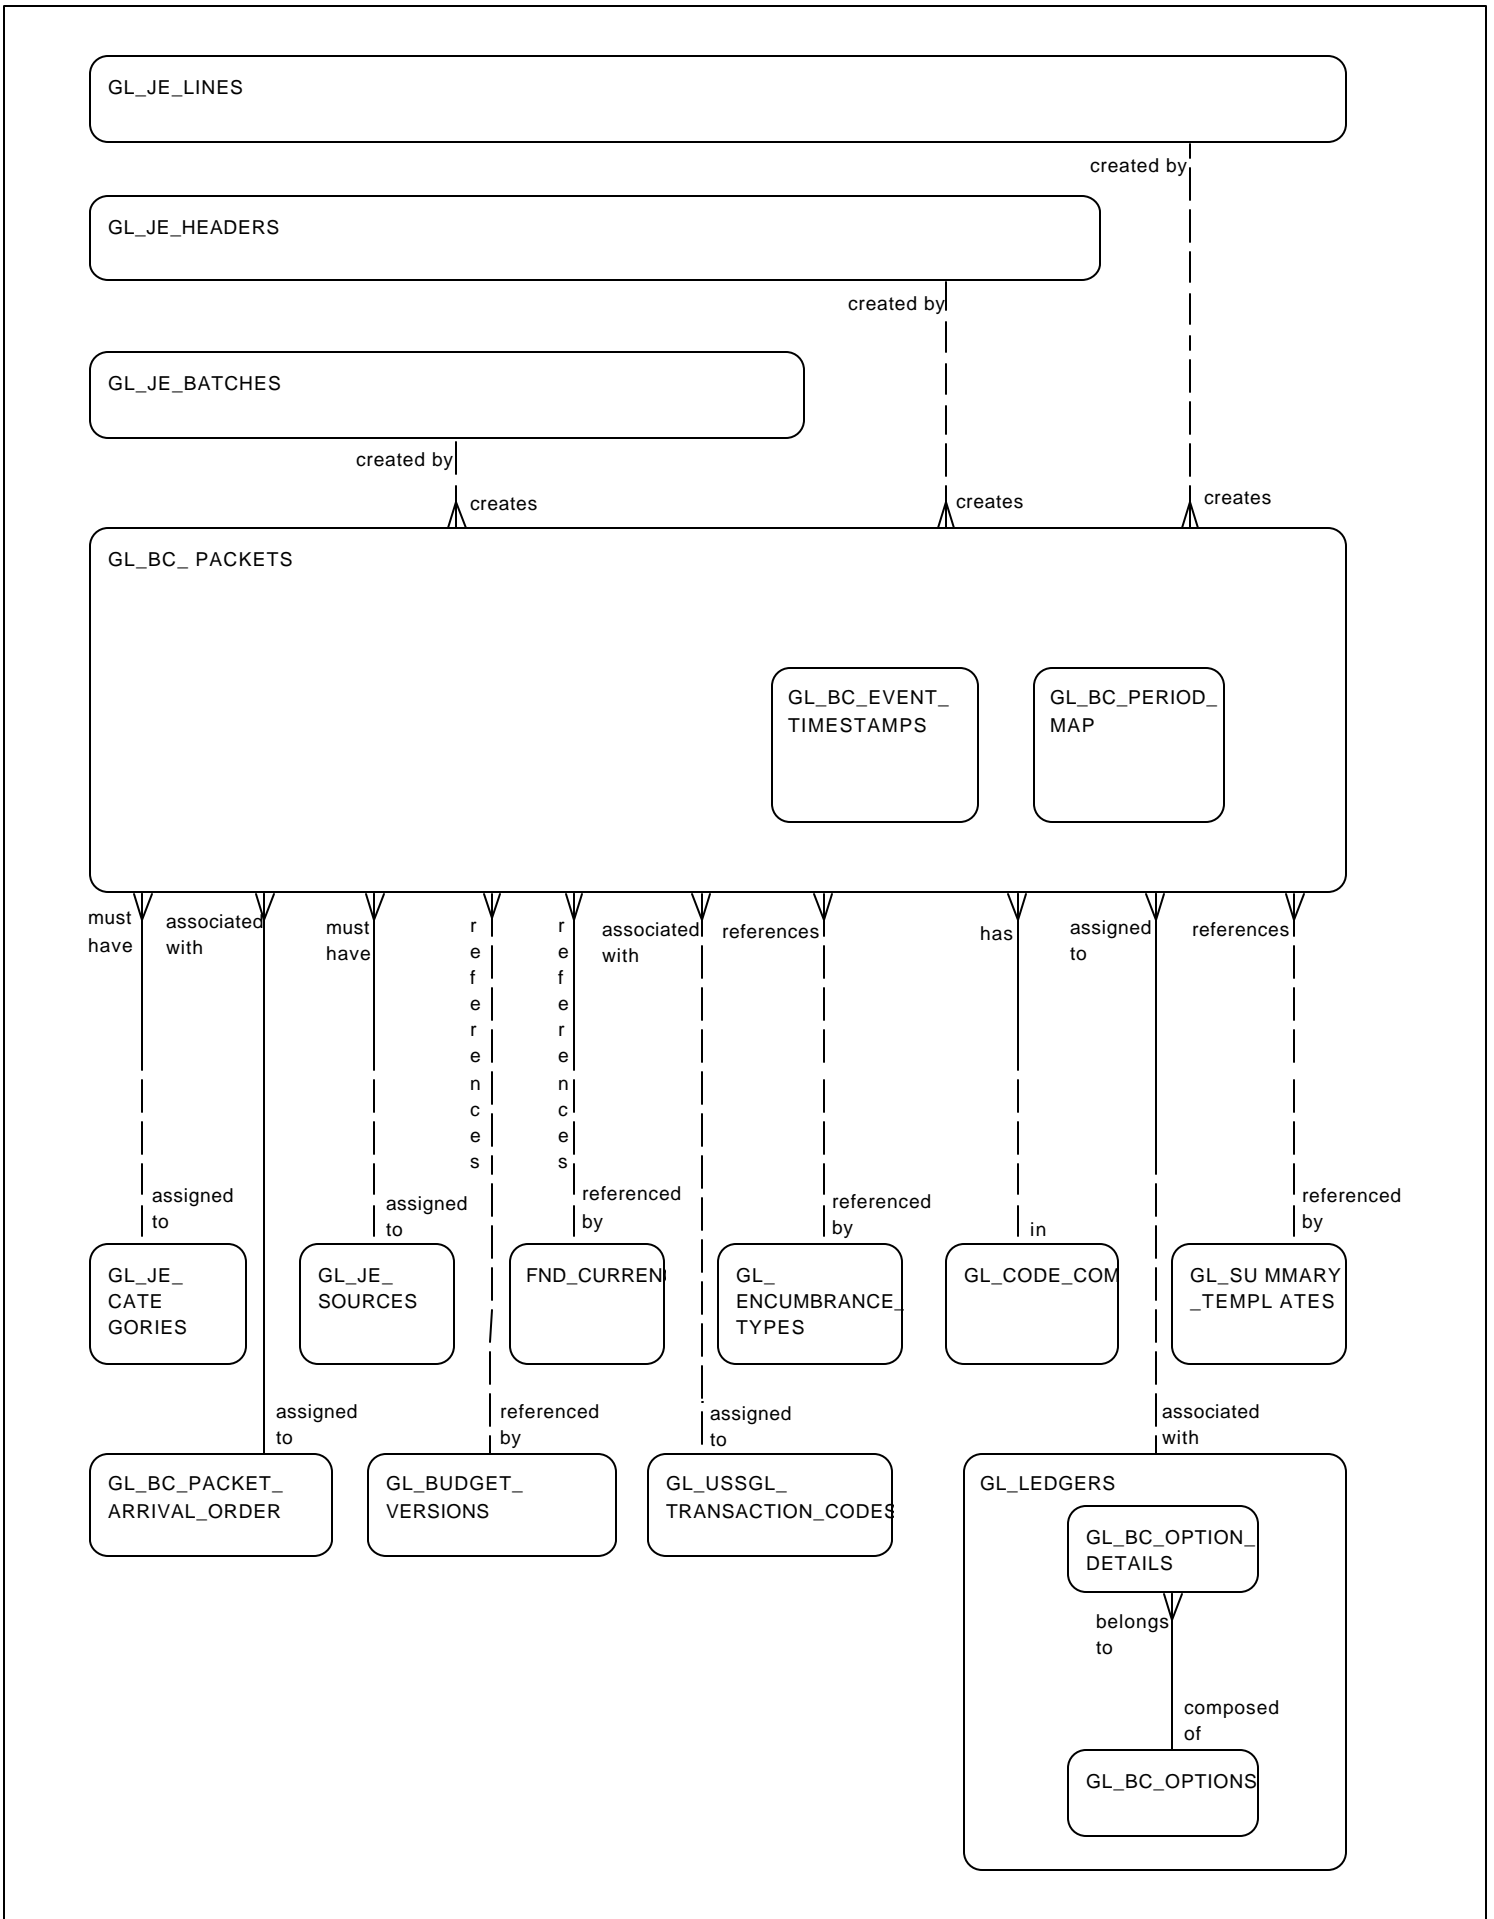 GL_JE_LINES
created by
GL_JE_HEADERS
created by
GL_JE_BATCHES
created by
creates
creates
creates
GL_BC_ PACKETS
GL_BC_EVENT_
TIMESTAMPS
GL_BC_PERIOD_
MAP
must
have
associated
with
must
have
references
references
associated
with
references
has
assigned
to
references
assigned
to
assigned
to
referenced
by
referenced
by
in
referenced
by
GL_JE_
CATE
GORIES
GL_JE_
SOURCES
FND_CURREN
GL_
ENCUMBRANCE_
TYPES
GL_CODE_COM
GL_SU MMARY
_TEMPL ATES
assigned
to
referenced
by
assigned
to
associated
with
GL_BC_PACKET_
ARRIVAL_ORDER
GL_BUDGET_
VERSIONS
GL_USSGL_
TRANSACTION_CODES
GL_LEDGERS
GL_BC_OPTION_
DETAILS
belongs
to
composed
of
GL_BC_OPTIONS